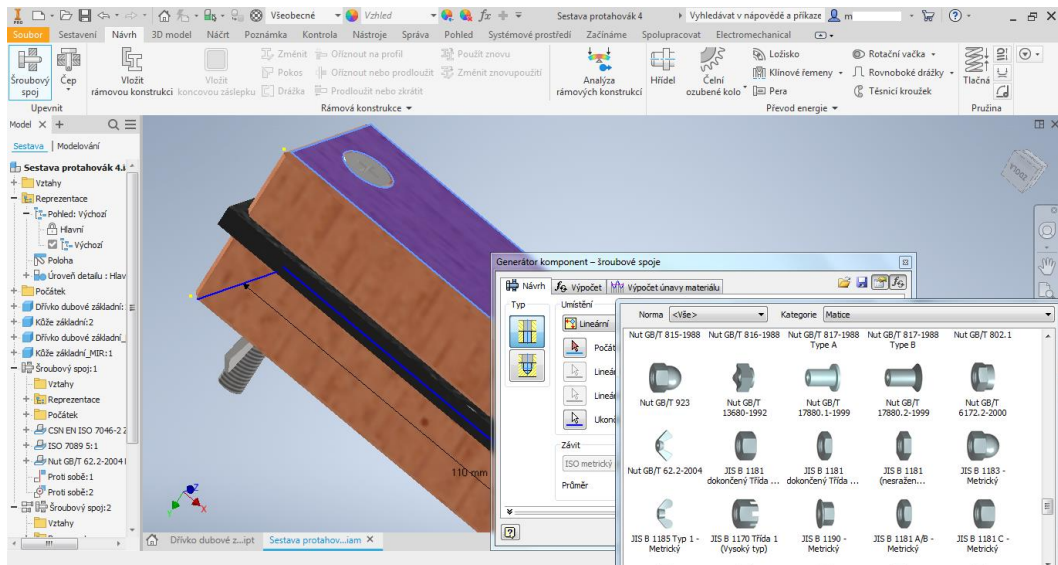 PRO
Všeobecné
Vzhled
fx
Sestava protahovák 4
Vyhledávat v nápovědě a příkaze
m
Soubor Sestavení Návrh 3D model Náčrt Poznámka Kontrola Nástroje Správa Pohled Systémové prostředí Začínáme Spolupracovat Electromechanical
Šroubový spoj
Čep
Vložit rámovou konstrukci
Vložit koncovou záslepku
Změnit Oříznout na profil Použít znovu
Pokos Oříznout nebo prodloužit Změnit znovupoužití
Drážka Prodloužit nebo zkrátit
Analýza rámových konstrukcí
Hřídel
Čelní ozubené kolo
Ložisko Rotační vačka
Klínové řemeny Rovnoboké drážky
Pera Těsnicí kroužek
Tlačná
Upevnit Rámová konstrukce Převod energie Pružina
Model
Sestava | Modelování
Sestava protahovák 4.i
Vztahy
Reprezentace
Pohled: Výchozí
Hlavní
Výchozí
Poloha
Úroveň detailu : Hlav
Počátek
Dřívko dubové základní:
Kůže základní:2
Dřívko dubové základní_
Kůže základní_MIR:1
Šroubový spoj:1
Vztahy
Reprezentace
Počátek
CSN EN ISO 7046-2 Z
ISO 7089 5:1
Nut GB/T 62.2-2004
Proti sobě:1
Proti sobě:2
Šroubový spoj:2
Vztahy
110 mm
Z
Y
X
Dřívko dubové z...ipt Sestava protahov...iam
Generátor komponent – šroubové spoje
Návrh Výpočet Výpočet únavy materiálu
Typ Umístění
Lineární
Počát
Lineá
Lineá
Ukonč
Závit
ISO metrický
Průměr
Norma <Vše> Kategorie Matice
Nut GB/T 815-1988 Nut GB/T 816-1988 Nut GB/T 817-1988 Type A Nut GB/T 817-1988 Type B Nut GB/T 802.1
Nut GB/T 923 Nut GB/T 13680-1992 Nut GB/T 17880.1-1999 Nut GB/T 17880.2-1999 Nut GB/T 6172.2-2000
Nut GB/T 62.2-2004 JIS B 1181 dokončený Třída ... JIS B 1181 dokončený Třída ... JIS B 1181 (nesražen... JIS B 1183 - Metrický
JIS B 1185 Typ 1 - Metrický JIS B 1170 Třída 1 (Vysoký typ) JIS B 1190 - Metrický JIS B 1181 A/B - Metrický JIS B 1181 C - Metrický